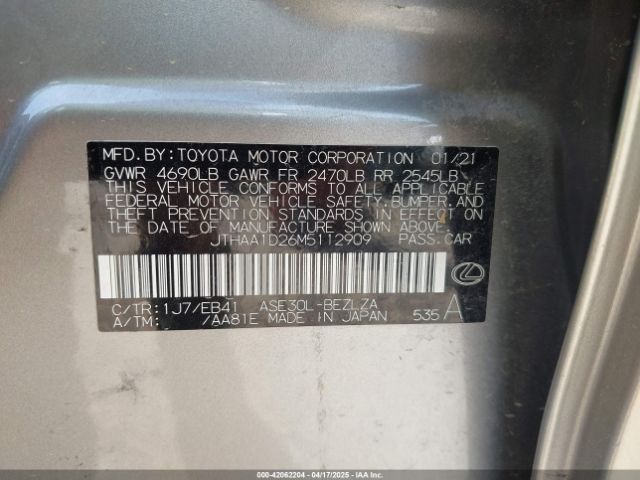 MFD. BY: TOYOTA MOTOR CORPORATION 01/21
GVWR 4690LB GAWR FR 2470LB RR 2545LB
THIS VEHICLE CONFORMS TO ALL APPLICABLE
FEDERAL MOTOR VEHICLE SAFETY, BUMPER, AND
THEFT PREVENTION STANDARDS IN EFFECT ON
THE DATE OF MANUFACTURE SHOWN ABOVE.
JTHAA1D26M5112909 PASS. CAR
C/TR: 1J7/EB41 ASE30L-BEZLZA
A/TM: /AA81E MADE IN JAPAN 535 A
000-42062204 - 04/17/2025 - IAAI.COM